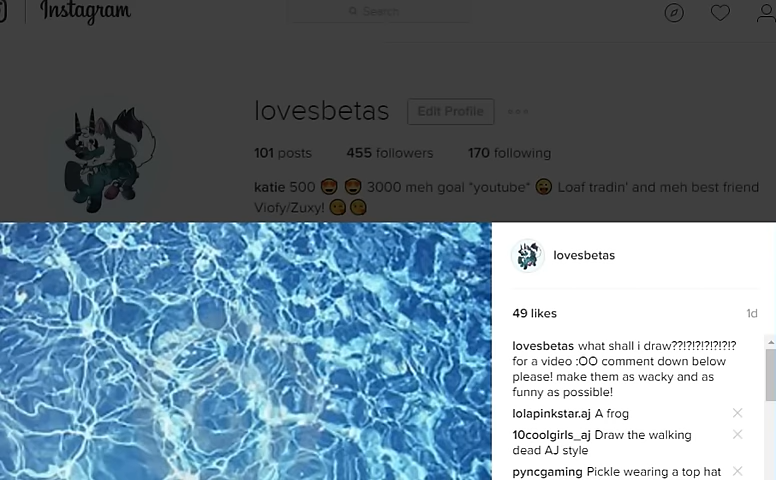 Instagram
Search
lovesbetas Edit Profile
101 posts 455 followers 170 following
katie 500 😍 😍 3000 meh goal "youtube" 😜 Loaf tradin' and meh best friend
Viofy/Zuxy! 😋 😋
lovesbetas
49 likes 1d
lovesbetas what shall i draw??!?!?!?!?!?!?
for a video :OO comment down below
please! make them as wacky and as
funny as possible!
lolapinkstar.aj A frog
10coolgirls_aj Draw the walking
dead AJ style
pyncgaming Pickle wearing a top hat